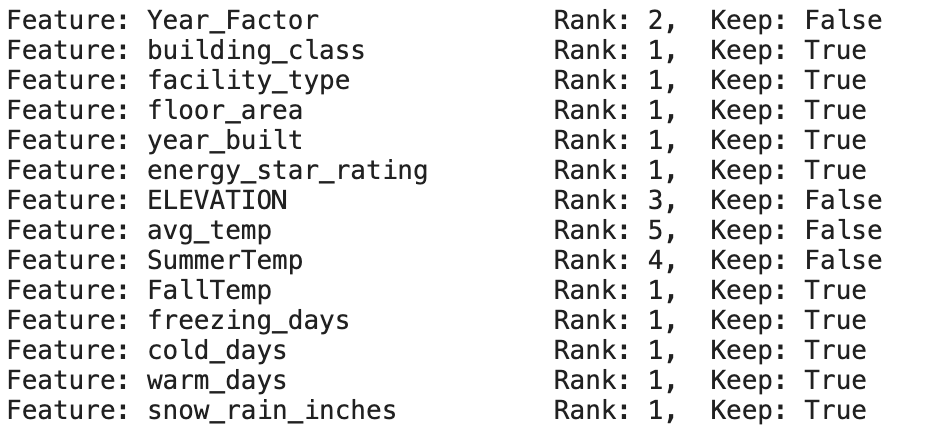 Feature: Year_Factor Rank: 2, Keep: False
Feature: building_class Rank: 1, Keep: True
Feature: facility_type Rank: 1, Keep: True
Feature: floor_area Rank: 1, Keep: True
Feature: year_built Rank: 1, Keep: True
Feature: energy_star_rating Rank: 1, Keep: True
Feature: ELEVATION Rank: 3, Keep: False
Feature: avg_temp Rank: 5, Keep: False
Feature: SummerTemp Rank: 4, Keep: False
Feature: FallTemp Rank: 1, Keep: True
Feature: freezing_days Rank: 1, Keep: True
Feature: cold_days Rank: 1, Keep: True
Feature: warm_days Rank: 1, Keep: True
Feature: snow_rain_inches Rank: 1, Keep: True